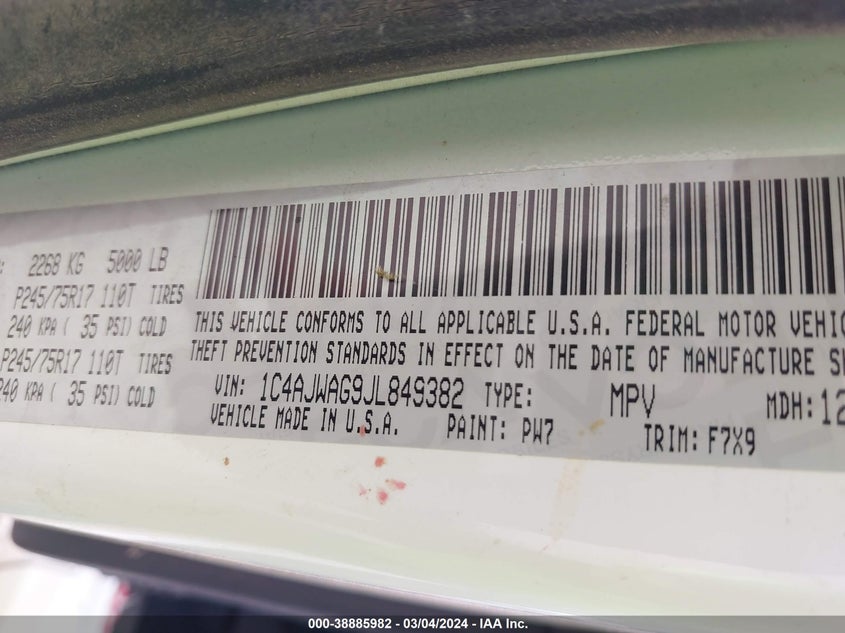 2268 KG 5000 LB
P245/75R17 110T TIRES
240 KPA ( 35 PSI) COLD
P245/75R17 110T TIRES
240 KPA ( 35 PSI) COLD
THIS VEHICLE CONFORMS TO ALL APPLICABLE U.S.A. FEDERAL MOTOR VEHIC
THEFT PREVENTION STANDARDS IN EFFECT ON THE DATE OF MANUFACTURE SH
VIN: 1C4AJWAG9JL849382 TYPE: MPV MDH: 12
VEHICLE MADE IN U.S.A. PAINT: PW7 TRIM: F7X9
000-38885982 - 03/04/2024 - IAA Inc.